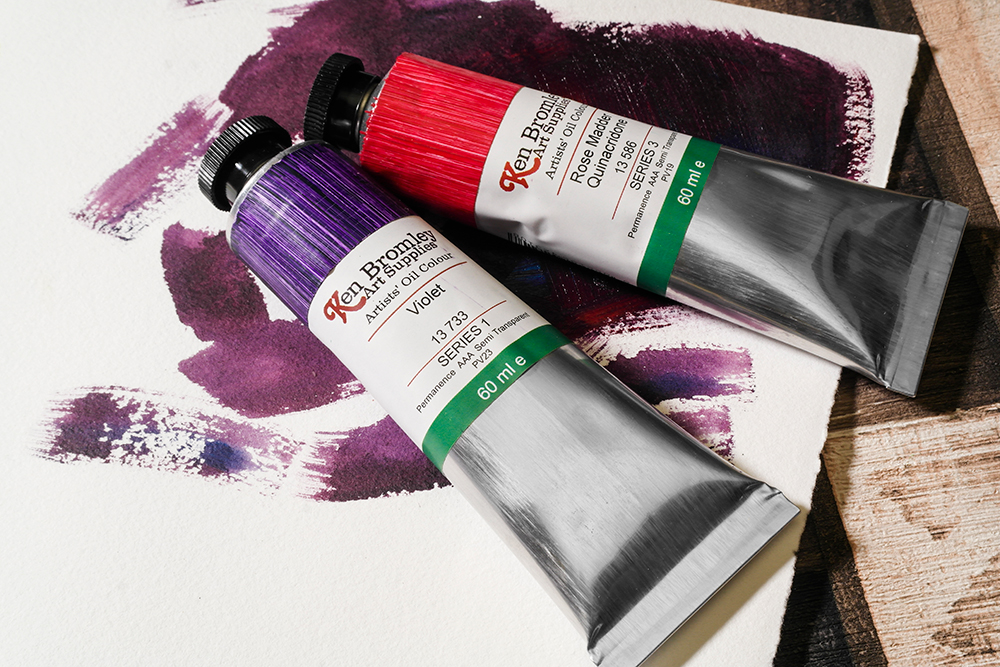 Ken Bromley
Art Supplies
Artists' Oil Colour
Violet
13 733
SERIES 1
Permanence AAA Semi Transparent
PV23
60 ml e
Ken Bromley
Art Supplies
Artists' Oil Colour
Rose Madder
Quinacridone
13 586
SERIES 3
Permanence AAA Semi
PV19
60 ml e